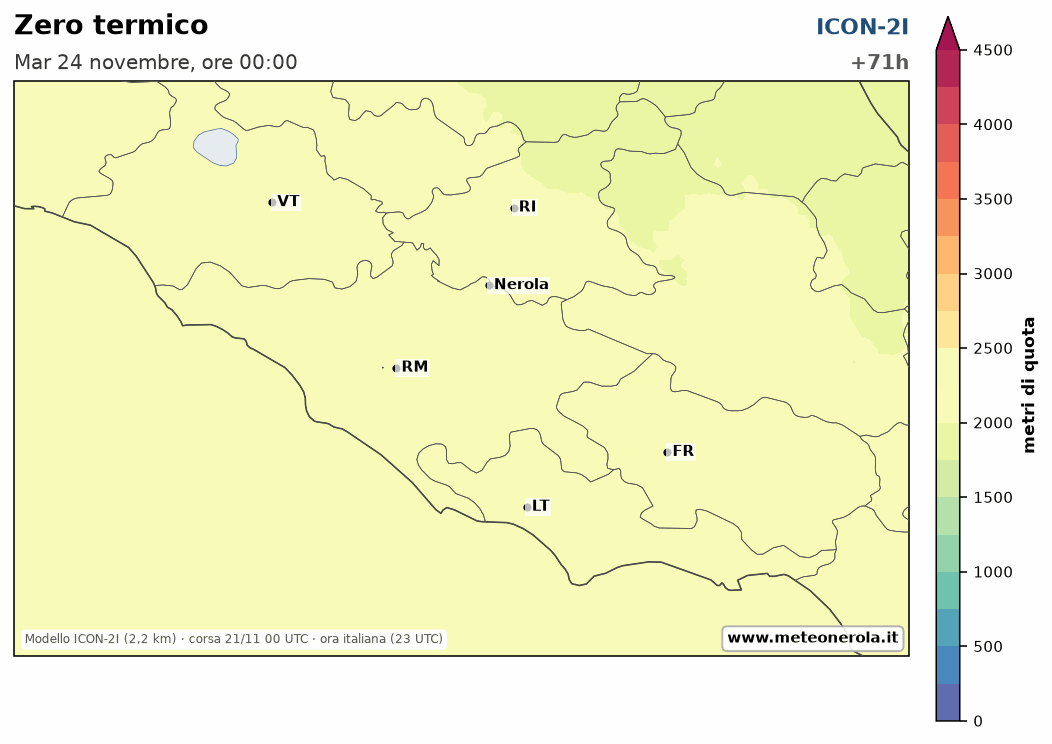 Zero termico
ICON-2I
Mar 24 novembre, ore 00:00
+71h
4500
4000
3500
3000
2500
2000
1500
1000
500
0
metri di quota
VT
RI
Nerola
RM
FR
LT
Modello ICON-2I (2,2 km) · corsa 21/11 00 UTC · ora italiana (23 UTC)
www.meteonerola.it